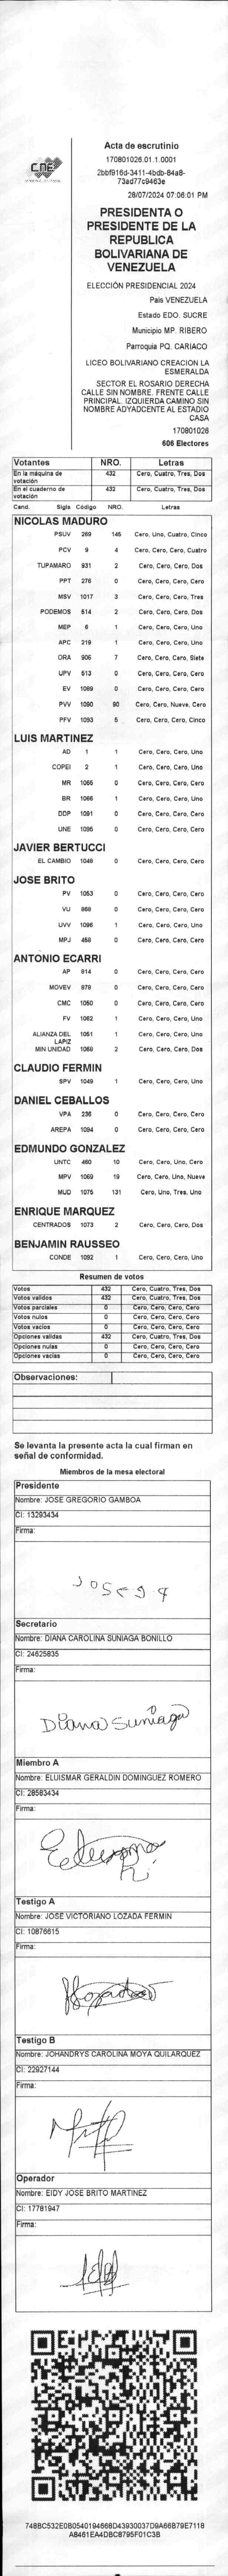 CNE
Acta de escrutinio
170801026.01.1.0001
2bbf916d-3411-4bdb-84a8-
73ad77c9463e
28/07/2024 07:06:01 PM
PRESIDENTA O
PRESIDENTE DE LA
REPUBLICA
BOLIVARIANA DE
VENEZUELA
ELECCIÓN PRESIDENCIAL 2024
País VENEZUELA
Estado EDO. SUCRE
Municipio MP. RIBERO
Parroquia PQ. CARIACO
LICEO BOLIVARIANO CREACION LA
ESMERALDA
SECTOR EL ROSARIO DERECHA
CALLE SIN NOMBRE. FRENTE CALLE
PRINCIPAL. IZQUIERDA CAMINO SIN
NOMBRE ADYADCENTE AL ESTADIO
CASA
170801026
606 Electores
Votantes NRO. Letras
En la máquina de votación 432 Cero, Cuatro, Tres, Dos
En el cuaderno de votación 432 Cero, Cuatro, Tres, Dos
Cand. Sigla Código NRO. Letras
NICOLAS MADURO
PSUV 269 145 Cero, Uno, Cuatro, Cinco
PCV 9 4 Cero, Cero, Cero, Cuatro
TUPAMARO 931 2 Cero, Cero, Cero, Dos
PPT 276 0 Cero, Cero, Cero, Cero
MSV 1017 3 Cero, Cero, Cero, Tres
PODEMOS 514 2 Cero, Cero, Cero, Dos
MEP 6 1 Cero, Cero, Cero, Uno
APC 219 1 Cero, Cero, Cero, Uno
ORA 906 7 Cero, Cero, Cero, Siete
UPV 513 0 Cero, Cero, Cero, Cero
EV 1089 0 Cero, Cero, Cero, Cero
PVV 1090 90 Cero, Cero, Nueve, Cero
PFV 1093 5 Cero, Cero, Cero, Cinco
LUIS MARTINEZ
AD 1 1 Cero, Cero, Cero, Uno
COPEI 2 1 Cero, Cero, Cero, Uno
MR 1065 0 Cero, Cero, Cero, Cero
BR 1066 1 Cero, Cero, Cero, Uno
DDP 1091 0 Cero, Cero, Cero, Cero
UNE 1095 0 Cero, Cero, Cero, Cero
JAVIER BERTUCCI
EL CAMBIO 1048 0 Cero, Cero, Cero, Cero
JOSE BRITO
PV 1053 0 Cero, Cero, Cero, Cero
VU 868 0 Cero, Cero, Cero, Cero
UVV 1096 1 Cero, Cero, Cero, Uno
MPJ 458 0 Cero, Cero, Cero, Cero
ANTONIO ECARRI
AP 914 0 Cero, Cero, Cero, Cero
MOVEV 878 0 Cero, Cero, Cero, Cero
CMC 1050 0 Cero, Cero, Cero, Cero
FV 1062 1 Cero, Cero, Cero, Uno
ALIANZA DEL LAPIZ 1051 1 Cero, Cero, Cero, Uno
MIN UNIDAD 1068 2 Cero, Cero, Cero, Dos
CLAUDIO FERMIN
SPV 1049 1 Cero, Cero, Cero, Uno
DANIEL CEBALLOS
VPA 236 0 Cero, Cero, Cero, Cero
AREPA 1094 0 Cero, Cero, Cero, Cero
EDMUNDO GONZALEZ
UNTC 460 10 Cero, Cero, Uno, Cero
MPV 1069 19 Cero, Cero, Uno, Nueve
MUD 1075 131 Cero, Uno, Tres, Uno
ENRIQUE MARQUEZ
CENTRADOS 1073 2 Cero, Cero, Cero, Dos
BENJAMIN RAUSSEO
CONDE 1092 1 Cero, Cero, Cero, Uno
Resumen de votos
Votos 432 Cero, Cuatro, Tres, Dos
Votos validos 432 Cero, Cuatro, Tres, Dos
Votos parciales 0 Cero, Cero, Cero, Cero
Votos nulos 0 Cero, Cero, Cero, Cero
Votos vacíos 0 Cero, Cero, Cero, Cero
Opciones validas 432 Cero, Cuatro, Tres, Dos
Opciones nulas 0 Cero, Cero, Cero, Cero
Opciones vacías 0 Cero, Cero, Cero, Cero
Observaciones:
Se levanta la presente acta la cual firman en
señal de conformidad.
Miembros de la mesa electoral
Presidente
Nombre: JOSE GREGORIO GAMBOA
CI: 13293434
Firma:
Secretario
Nombre: DIANA CAROLINA SUNIAGA BONILLO
CI: 24625835
Firma:
Diana Suniaga
Miembro A
Nombre: ELUISMAR GERALDIN DOMINGUEZ ROMERO
CI: 28583434
Firma:
Testigo A
Nombre: JOSE VICTORIANO LOZADA FERMIN
CI: 10876615
Firma:
Testigo B
Nombre: JOHANDRYS CAROLINA MOYA QUILARQUEZ
CI: 22927144
Firma:
Operador
Nombre: EIDY JOSE BRITO MARTINEZ
CI: 17781947
Firma:
748BC532E0B0540194668D43930037D9A66B79E7118
A8461EA4DBC8795F01C3B